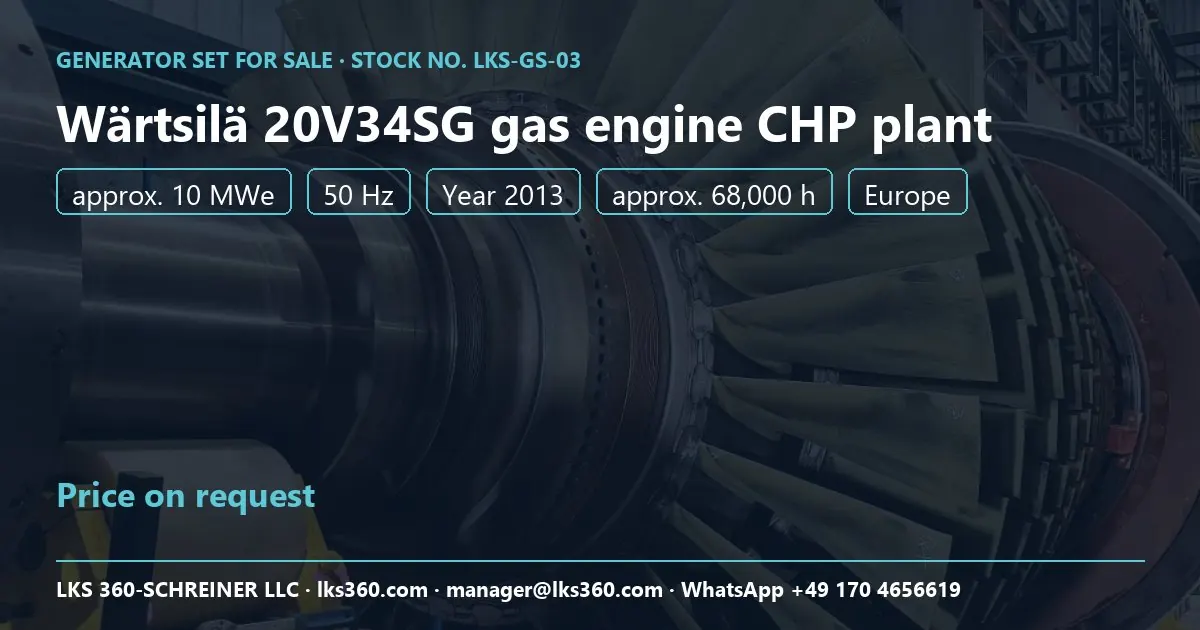 GENERATOR SET FOR SALE · STOCK NO. LKS-GS-03
Wärtsilä 20V34SG gas engine CHP plant
approx. 10 MWe 50 Hz Year 2013 approx. 68,000 h Europe
Price on request
LKS 360-SCHREINER LLC · lks360.com · manager@lks360.com · WhatsApp +49 170 4656619